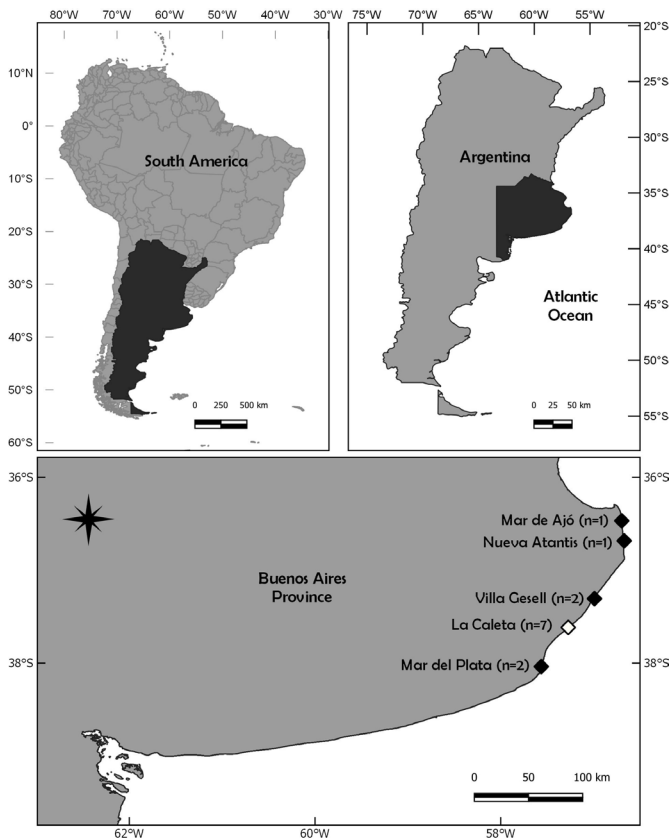 80°W 70°W 60°W 50°W 40°W 30°W
10°N
0°
10°S
20°S
30°S
40°S
50°S
60°S
South America
0 250 500 km
75°W 70°W 65°W 60°W 55°W
20°S
25°S
30°S
35°S
40°S
45°S
50°S
55°S
Argentina
Atlantic
Ocean
0 25 50 km
36°S
36°S
Mar de Ajó (n=1)
Nueva Atantis (n=1)
Buenos Aires
Province
Villa Gesell (n=2)
La Caleta (n=7)
38°S
Mar del Plata (n=2)
38°S
0 50 100 km
62°W 60°W 58°W